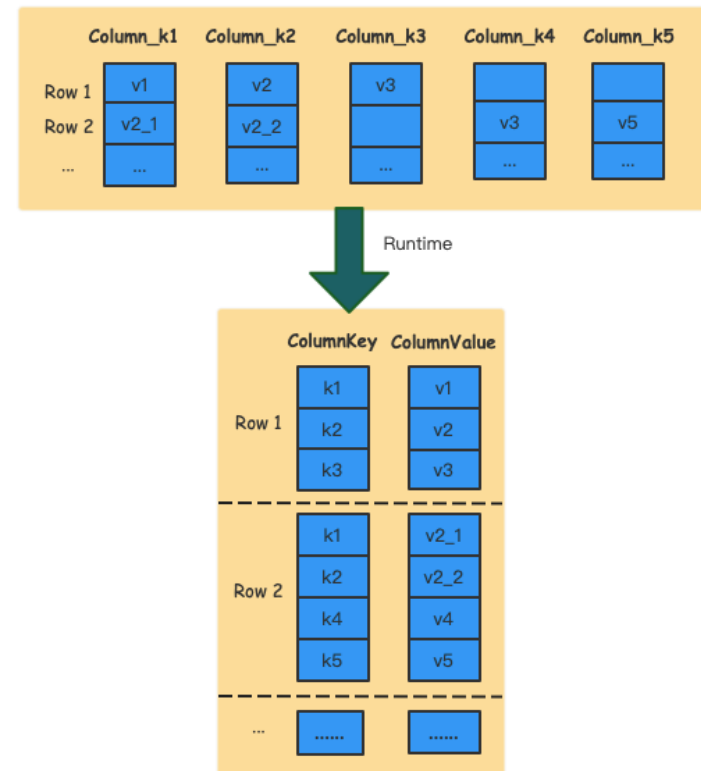 Column_k1 Column_k2 Column_k3 Column_k4 Column_k5
Row 1 v1 v2 v3
Row 2 v2_1 v2_2 v3 v5
... ... ... ... ... ...
Runtime
ColumnKey ColumnValue
k1 v1
Row 1 k2 v2
k3 v3
k1 v2_1
k2 v2_2
Row 2
k4 v4
k5 v5
... ...... ......